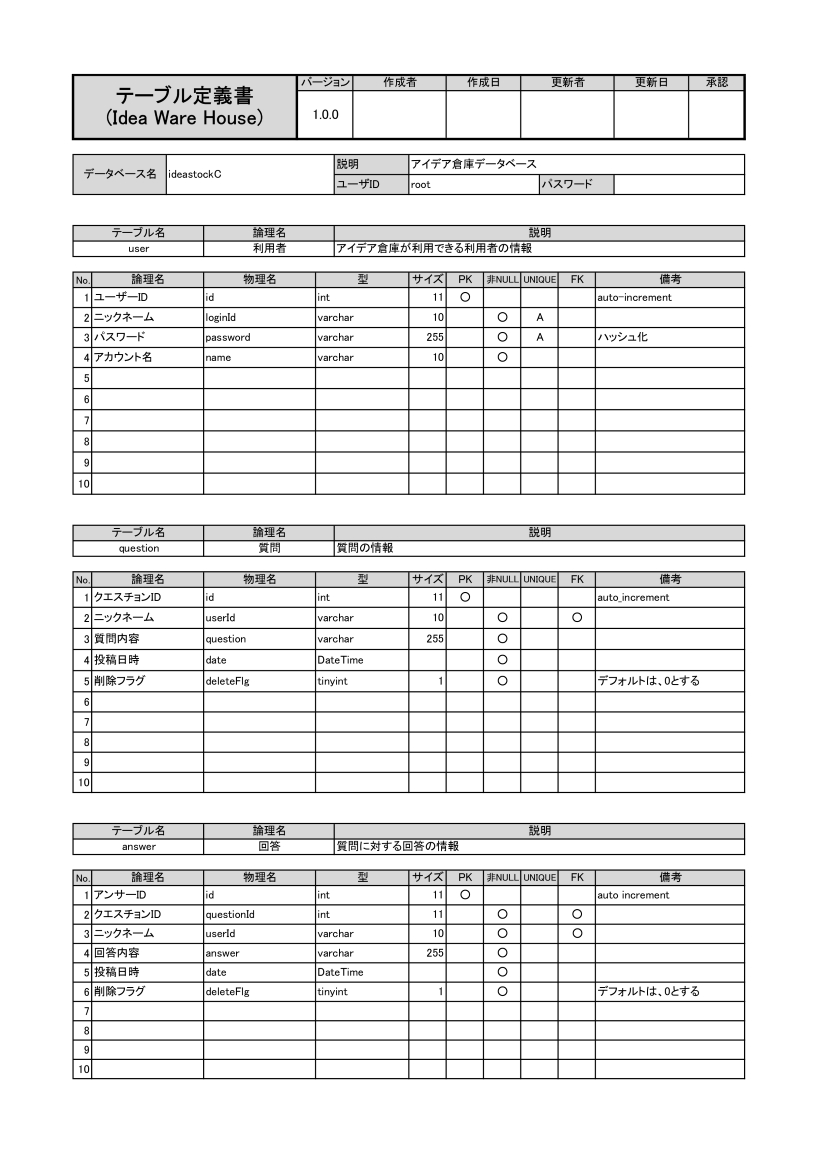 テーブル定義書
(Idea Ware House)
バージョン 作成者 作成日 更新者 更新日 承認
1.0.0
データベース名 ideastockC 説明 アイデア倉庫データベース
ユーザID root パスワード
テーブル名 論理名 説明
user 利用者 アイデア倉庫が利用できる利用者の情報
No. 論理名 物理名 型 サイズ PK 非NULL UNIQUE FK 備考
1 ユーザーID id int 11 ○ auto-increment
2 ニックネーム loginId varchar 10 ○ A
3 パスワード password varchar 255 ○ A ハッシュ化
4 アカウント名 name varchar 10 ○
5
6
7
8
9
10
テーブル名 論理名 説明
question 質問 質問の情報
No. 論理名 物理名 型 サイズ PK 非NULL UNIQUE FK 備考
1 クエスチョンID id int 11 ○ auto_increment
2 ニックネーム userId varchar 10 ○ ○
3 質問内容 question varchar 255 ○
4 投稿日時 date DateTime ○
5 削除フラグ deleteFlg tinyint 1 ○ デフォルトは、0とする
6
7
8
9
10
テーブル名 論理名 説明
answer 回答 質問に対する回答の情報
No. 論理名 物理名 型 サイズ PK 非NULL UNIQUE FK 備考
1 アンサーID id int 11 ○ auto increment
2 クエスチョンID questionId int 11 ○ ○
3 ニックネーム userId varchar 10 ○ ○
4 回答内容 answer varchar 255 ○
5 投稿日時 date DateTime ○
6 削除フラグ deleteFlg tinyint 1 ○ デフォルトは、0とする
7
8
9
10